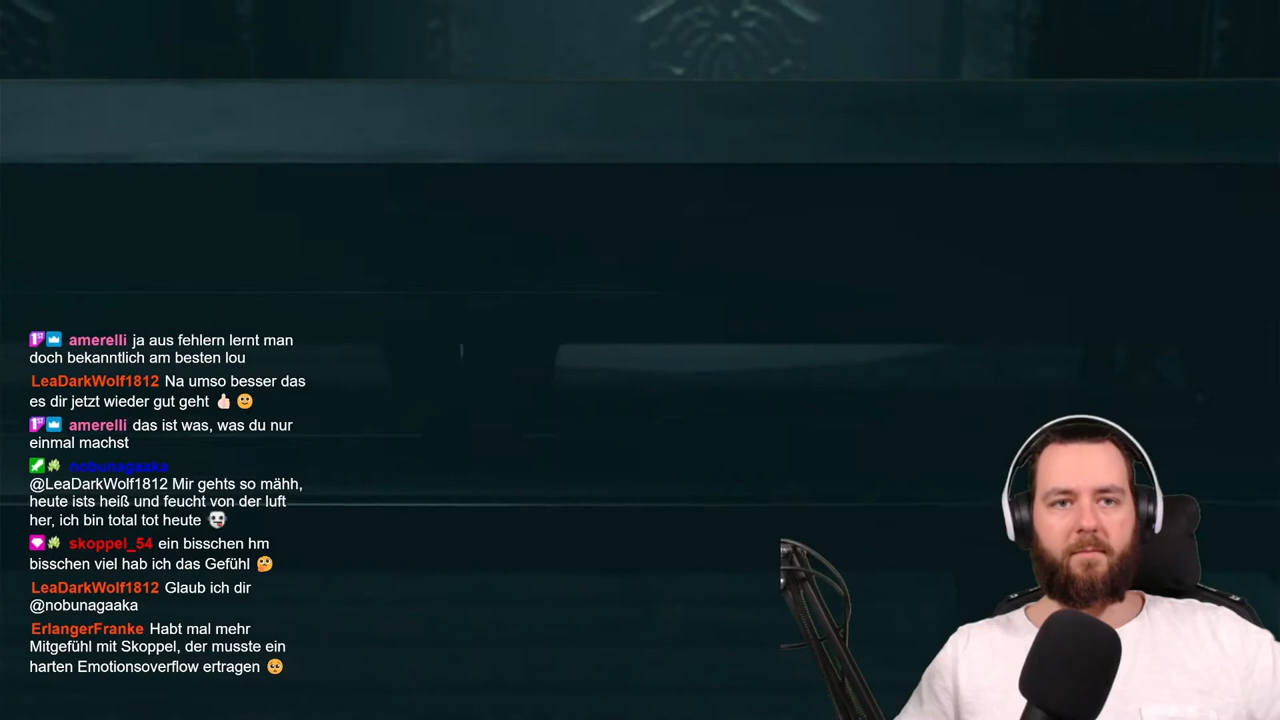 amerelli ja aus fehlern lernt man
doch bekanntlich am besten lou
LeaDarkWolf1812 Na umso besser das
es dir jetzt wieder gut geht 👍🏻 🙂
amerelli das ist was, was du nur
einmal machst
nobunagaaka
@LeaDarkWolf1812 Mir gehts so mähh,
heute ists heiß und feucht von der luft
her, ich bin total tot heute
skoppel_54 ein bisschen hm
bisschen viel hab ich das Gefühl 🤔
LeaDarkWolf1812 Glaub ich dir
@nobunagaaka
ErlangerFranke Habt mal mehr
Mitgefühl mit Skoppel, der musste ein
harten Emotionsoverflow ertragen 🥺